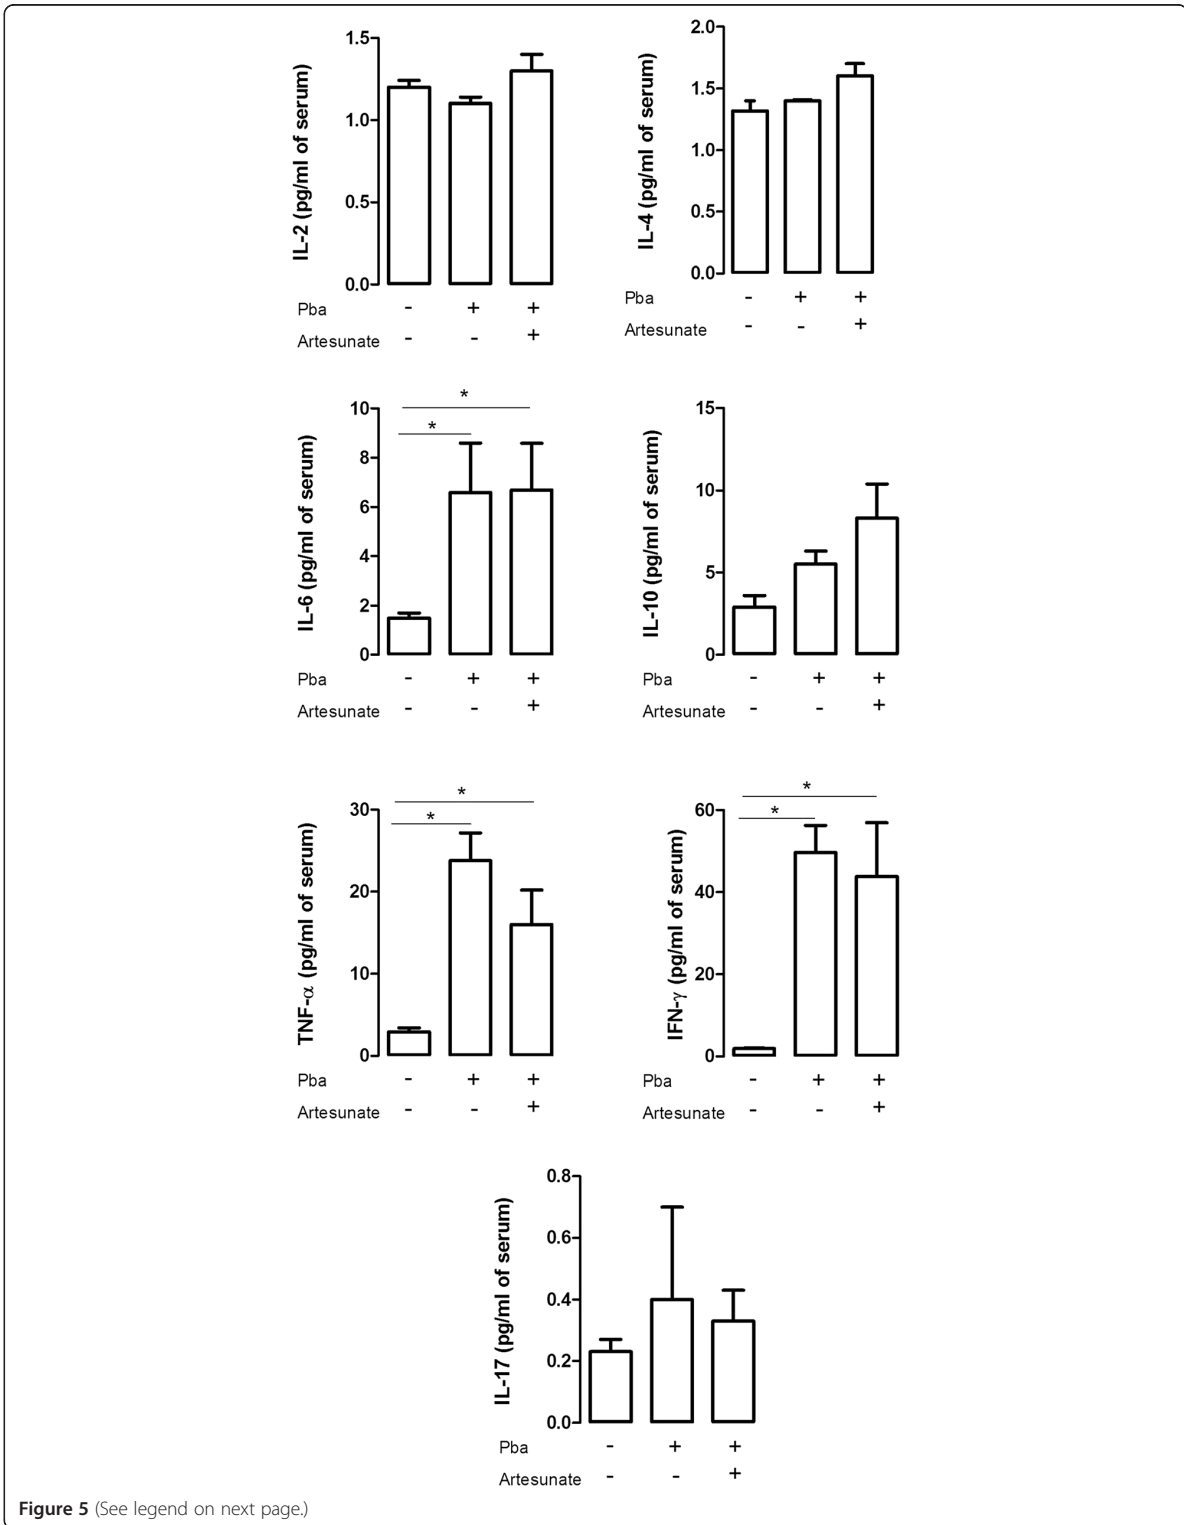 1.5
1.0
0.5
0.0
IL-2 (pg/ml of serum)
Pba - + +
Artesunate - - +
2.0
1.5
1.0
0.5
0.0
IL-4 (pg/ml of serum)
Pba - + +
Artesunate - - +
* 
*
10
8
6
4
2
0
IL-6 (pg/ml of serum)
Pba - + +
Artesunate - - +
15
10
5
0
IL-10 (pg/ml of serum)
Pba - + +
Artesunate - - +
*
*
30
20
10
0
TNF-α (pg/ml of serum)
Pba - + +
Artesunate - - +
*
*
60
40
20
0
IFN-γ (pg/ml of serum)
Pba - + +
Artesunate - - +
0.8
0.6
0.4
0.2
0.0
IL-17 (pg/ml of serum)
Pba - + +
Artesunate - - +
Figure 5 (See legend on next page.)